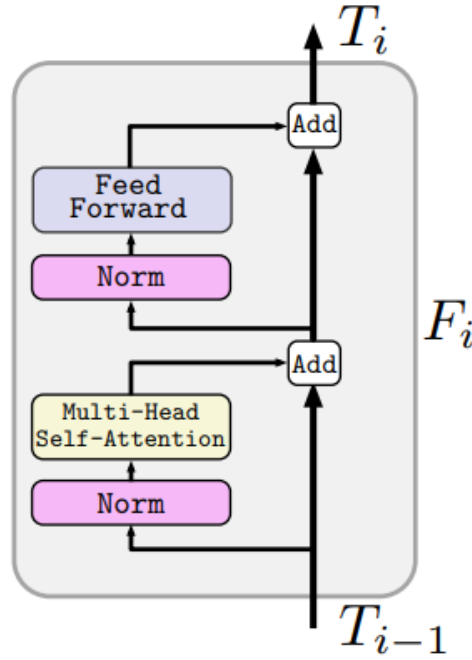 T_i
Add
Feed
Forward
Norm
F_i
Add
Multi-Head
Self-Attention
Norm
T_{i-1}